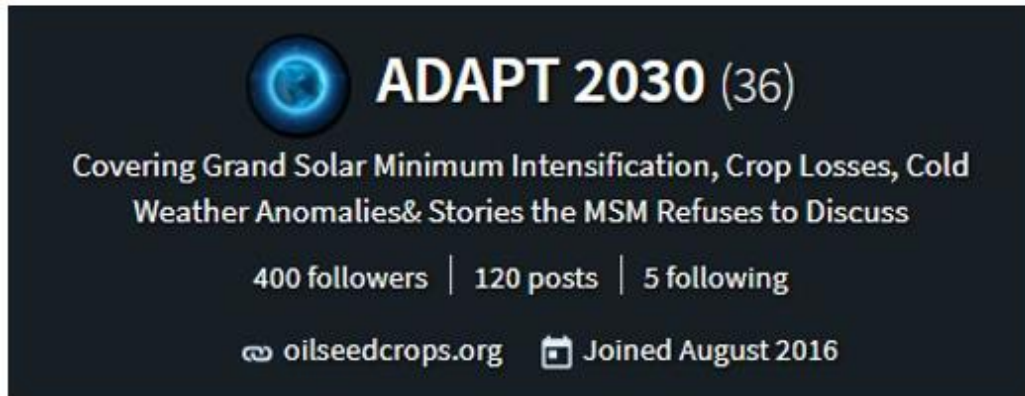 ADAPT 2030 (36)
Covering Grand Solar Minimum Intensification, Crop Losses, Cold
Weather Anomalies& Stories the MSM Refuses to Discuss
400 followers | 120 posts | 5 following
oilseedcrops.org Joined August 2016